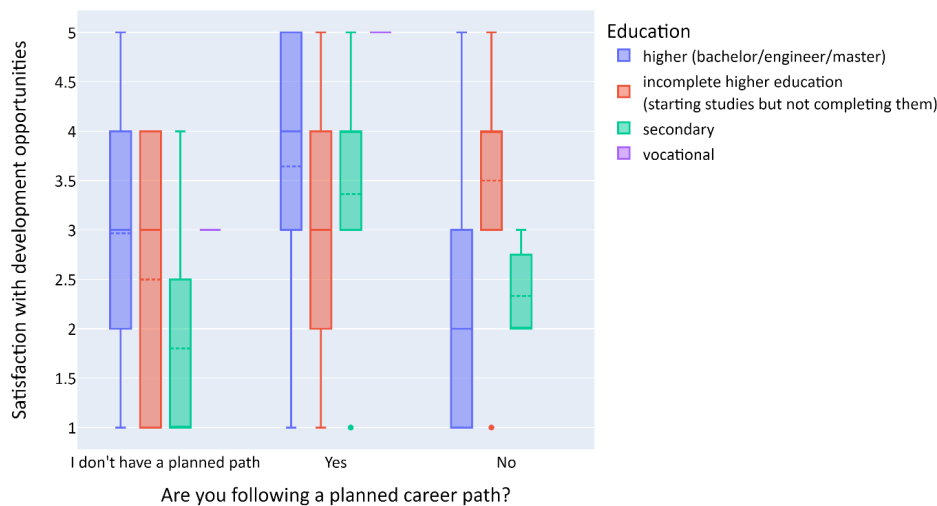 Satisfaction with development opportunities
5
4.5
4
3.5
3
2.5
2
1.5
1
I don't have a planned path
Yes
No
Are you following a planned career path?
Education
higher (bachelor/engineer/master)
incomplete higher education
(starting studies but not completing them)
secondary
vocational